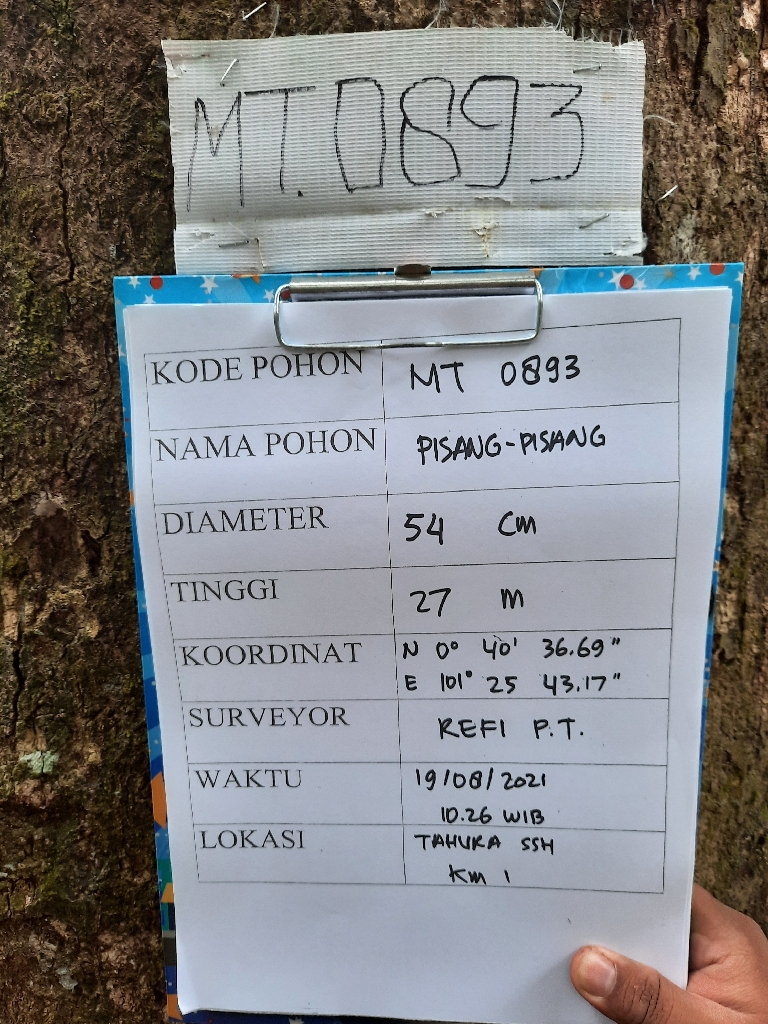 MT.0893
KODE POHON MT 0893
NAMA POHON PISANG-PISANG
DIAMETER 54 Cm
TINGGI 27 m
KOORDINAT N 0° 40' 36.69"
E 101° 25 43.17"
SURVEYOR REFI P.T.
WAKTU 19/08/2021
10.26 WIB
LOKASI TAHURA SSH
Km 1